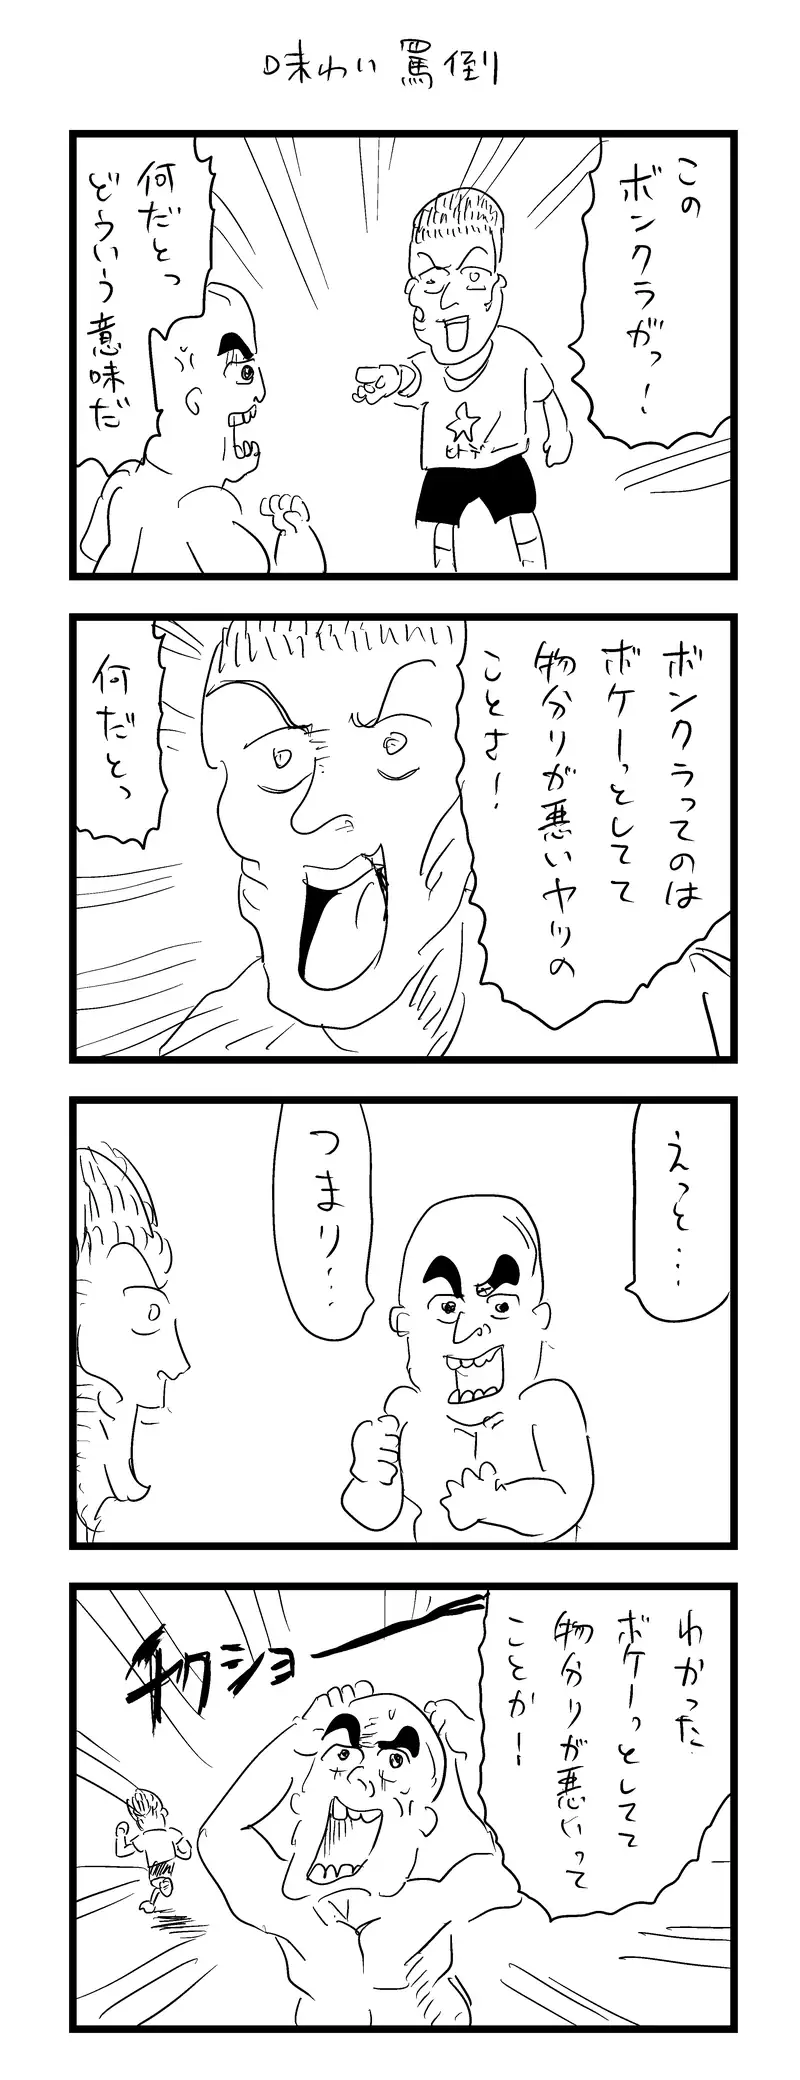 味わい罵倒
この
ボンクラがっ!
ヒトデ
何だとっ
どういう意味だ
ボンクラってのは
ボケーっとしてて
物分りが悪いヤツの
ことさ!
何だとっ
えっと…
つまり…
わかった
ボケーっとしてて
物分りが悪いって
ことか!
チクショー